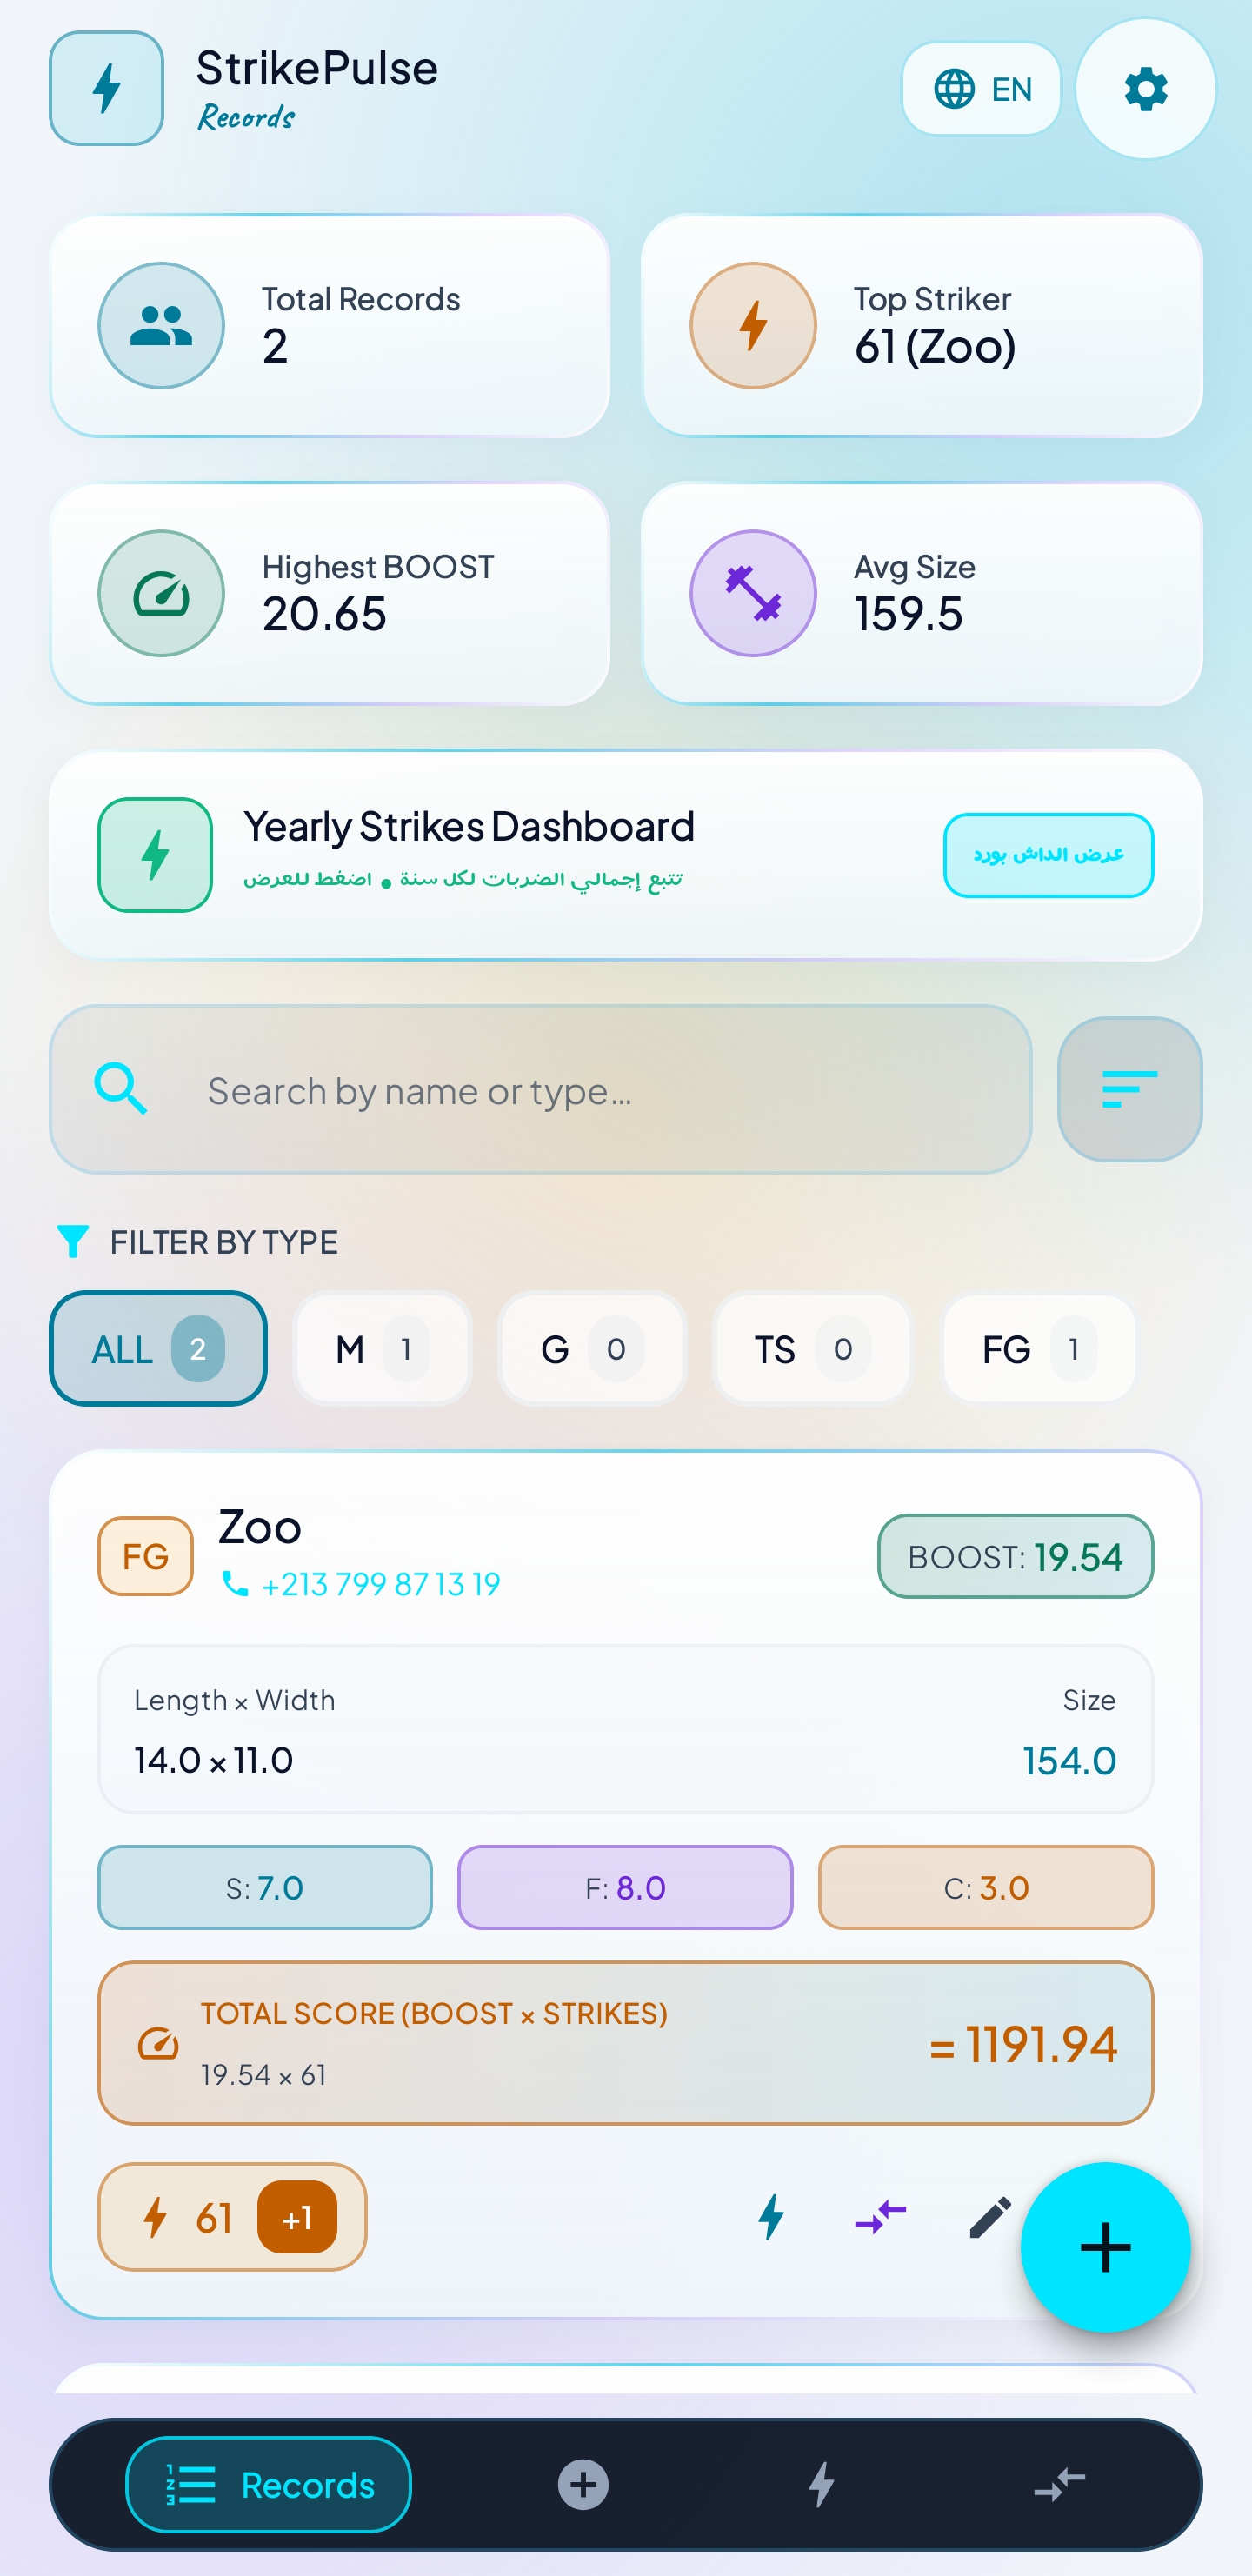 StrikePulse
Records
EN
Total Records
2
Top Striker
61 (Zoo)
Highest BOOST
20.65
Avg Size
159.5
Yearly Strikes Dashboard
تتبع إجمالي الضربات لكل سنة • اضغط للعرض
عرض الداش بورد
Search by name or type...
FILTER BY TYPE
ALL 2
M 1
G 0
TS 0
FG 1
FG
Zoo
+213 799 87 13 19
BOOST: 19.54
Length × Width
Size
14.0 × 11.0
154.0
S: 7.0
F: 8.0
C: 3.0
TOTAL SCORE (BOOST × STRIKES)
19.54 × 61
= 1191.94
61
+1
Records